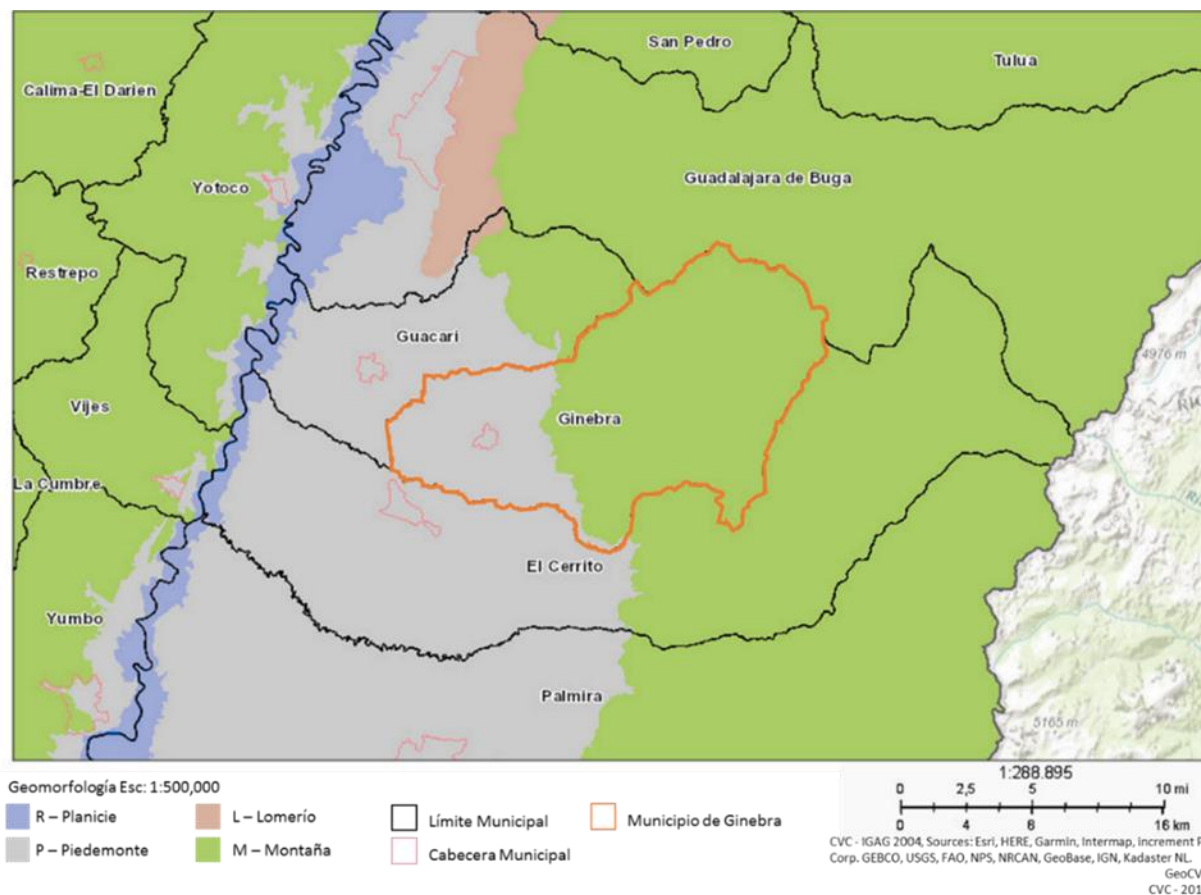 San Pedro
Tulua
Calima-El Darien
Yotoco
Guadalajara de Buga
Restrepo
Guacari
4976 m
Vijes
Ginebra
La Cumbre
El Cerrito
Yumbo
Palmira
5165 m
Geomorfología Esc: 1:500,000
R – Planicie
L – Lomerío
Límite Municipal
Municipio de Ginebra
P – Piedemonte
M – Montaña
Cabecera Municipal
1:288.895
0 2,5 5 10 mi
0 4 8 16 km
CVC - IGAG 2004, Sources: Esri, HERE, Garmin, Intermap, increment P
Corp. GEBCO, USGS, FAO, NPS, NRCAN, GeoBase, IGN, Kadaster NL.
GeoCV
CVC - 201